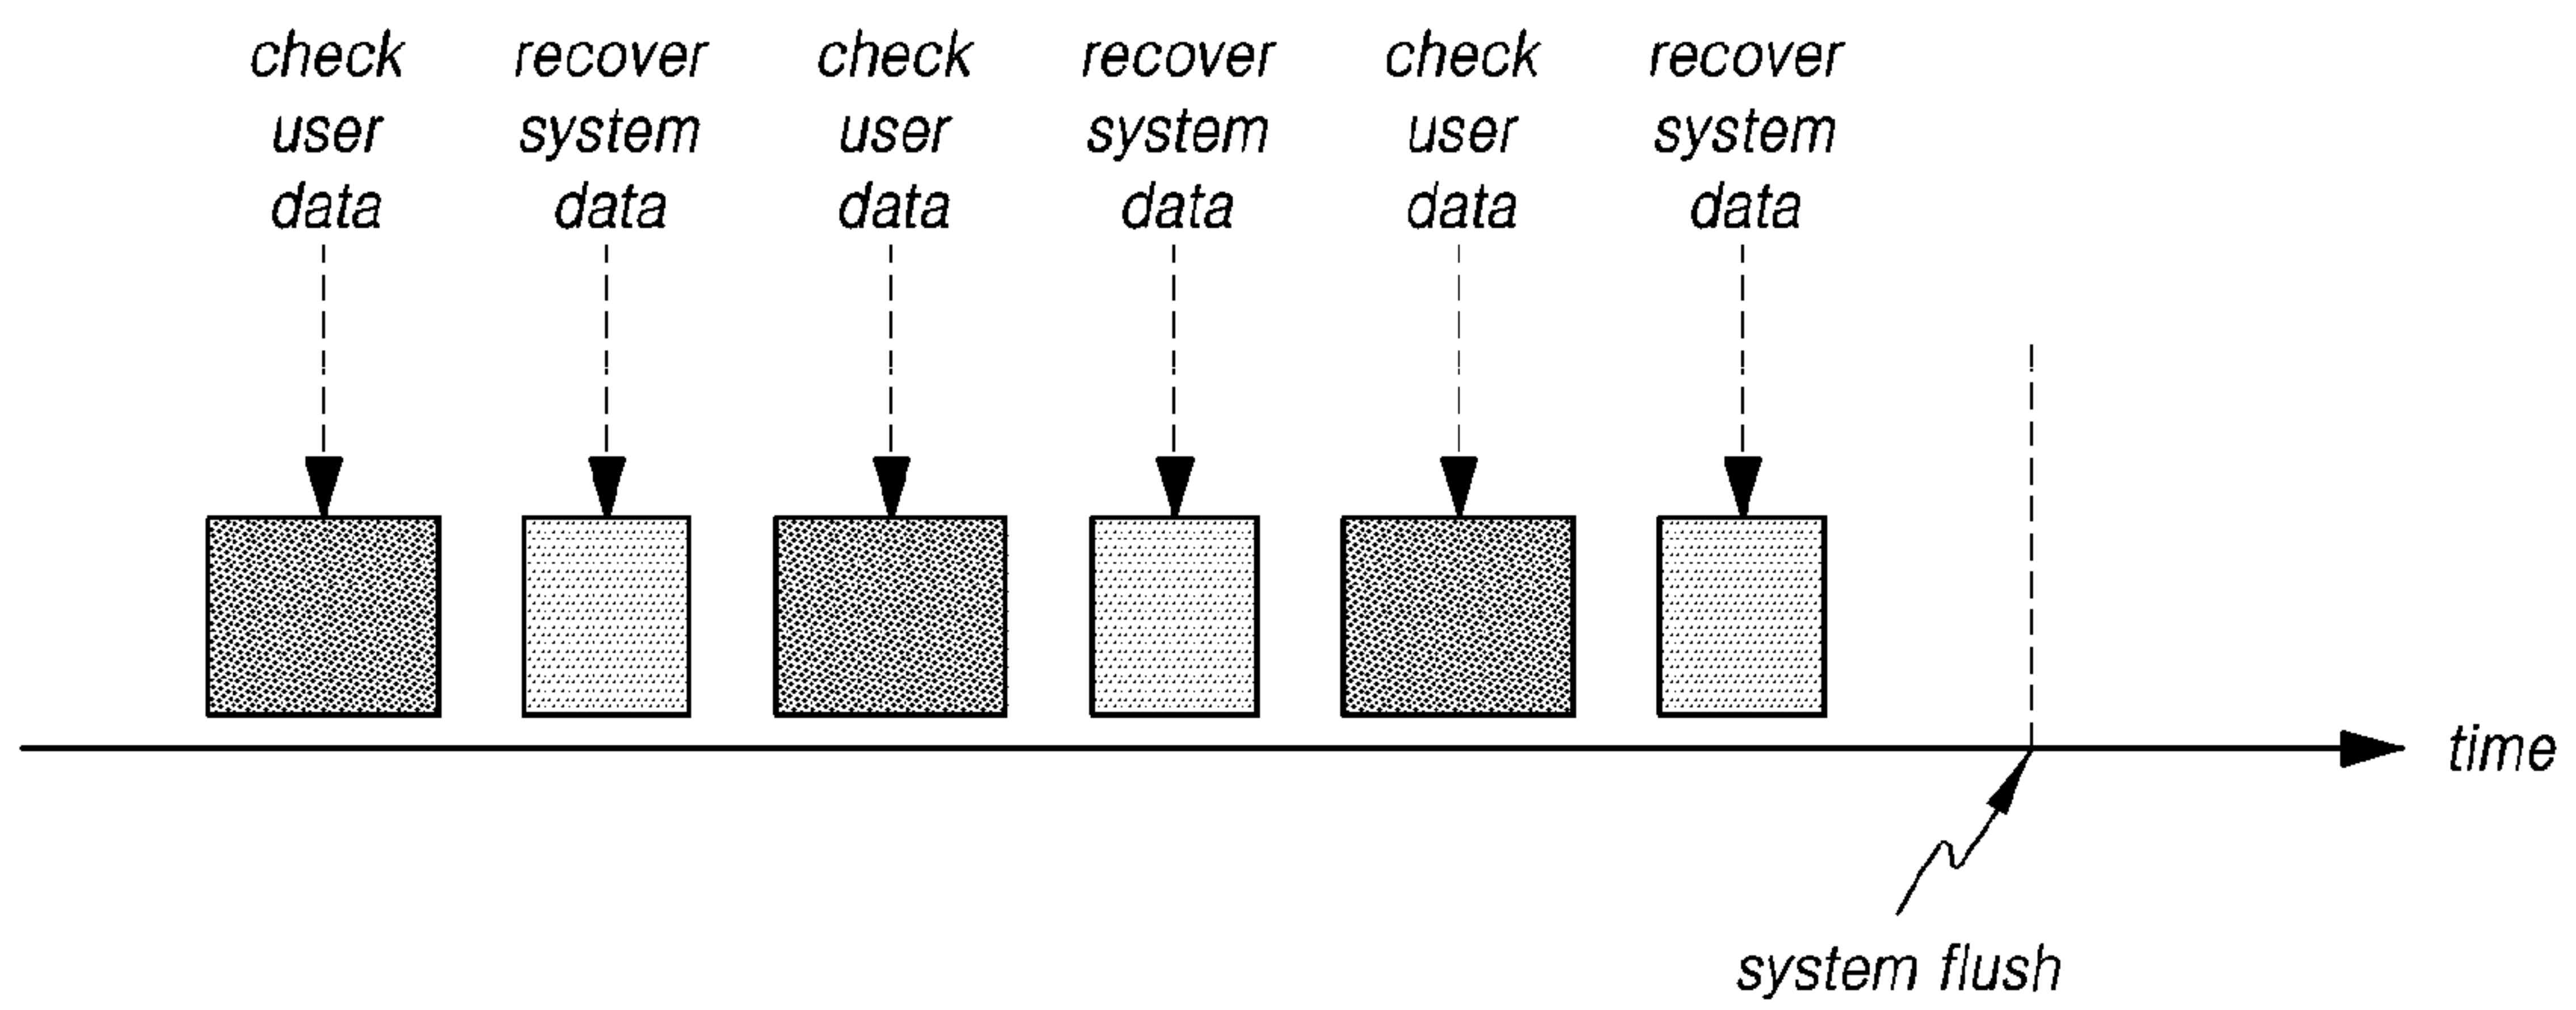 check
user
data
recover
system
data
check
user
data
recover
system
data
check
user
data
recover
system
data
time
system flush